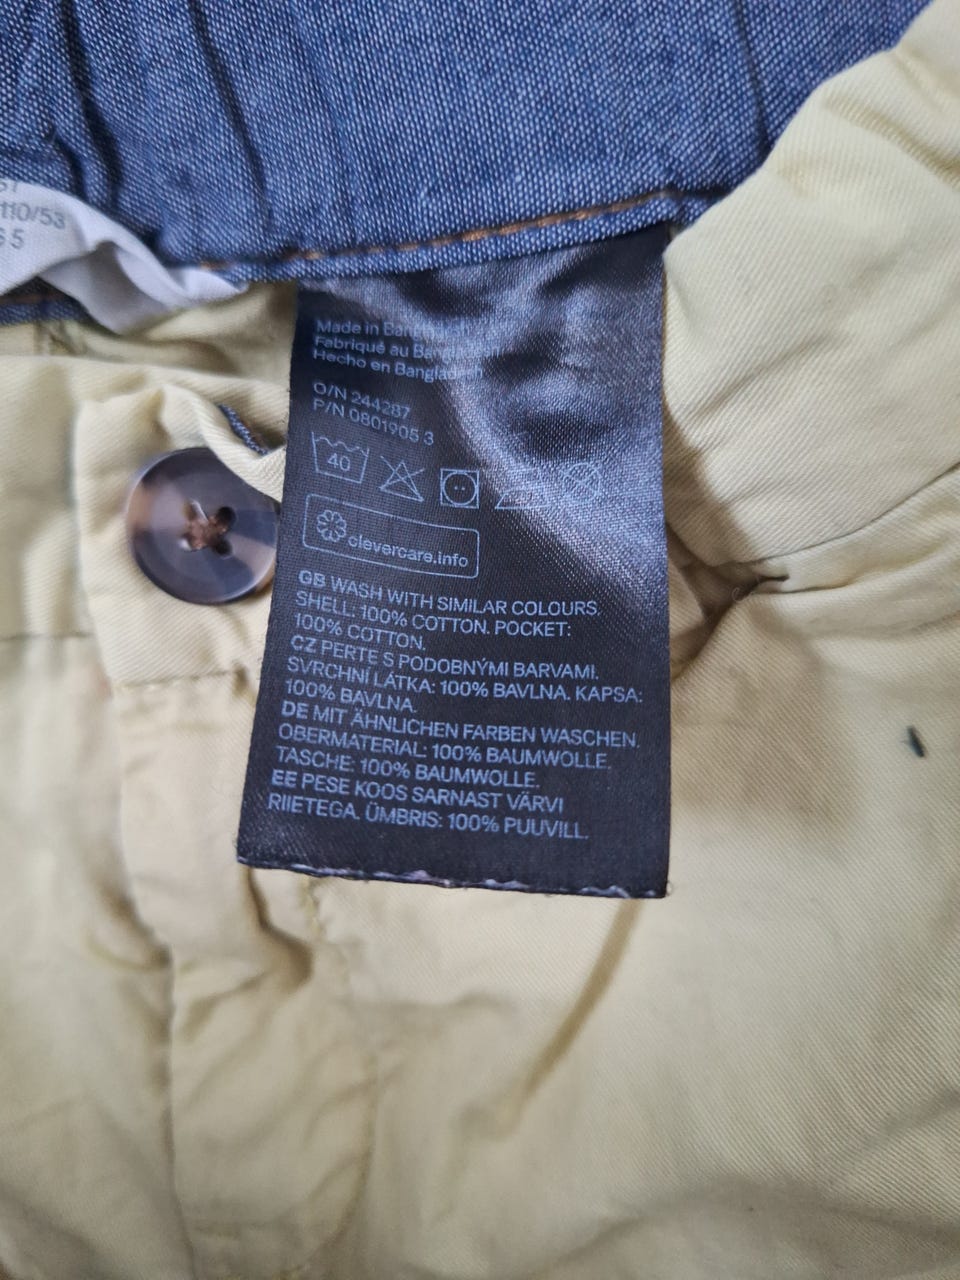 110/53
Made in
Fabriqué au
Hecho en Bangladesh
O/N 244287
P/N 0801905 3
40
clevercare.info
GB WASH WITH SIMILAR COLOURS.
SHELL: 100% COTTON. POCKET:
100% COTTON.
CZ PERTE S PODOBNÝMI BARVAMI.
SVRCHNÍ LÁTKA: 100% BAVLNA. KAPSA:
100% BAVLNA.
DE MIT ÄHNLICHEN FARBEN WASCHEN.
OBERMATERIAL: 100% BAUMWOLLE.
TASCHE: 100% BAUMWOLLE.
EE PESE KOOS SARNAST VÄRVI
RIIETEGA. ÜMBRIS: 100% PUUVILL.